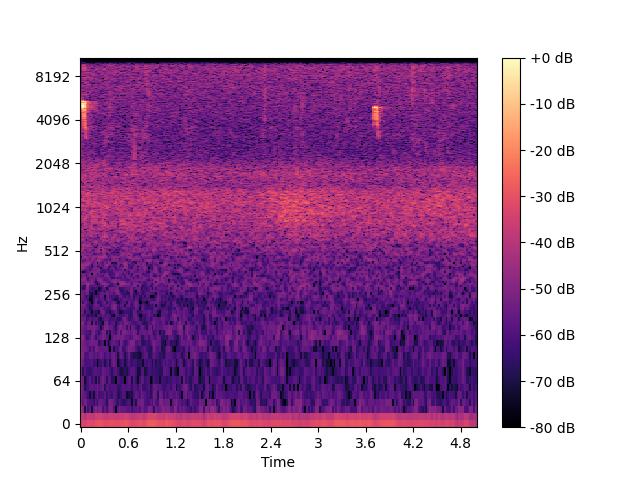 8192
4096
2048
1024
512
256
128
64
0
Hz
0 0.6 1.2 1.8 2.4 3 3.6 4.2 4.8
Time
+0 dB
-10 dB
-20 dB
-30 dB
-40 dB
-50 dB
-60 dB
-70 dB
-80 dB